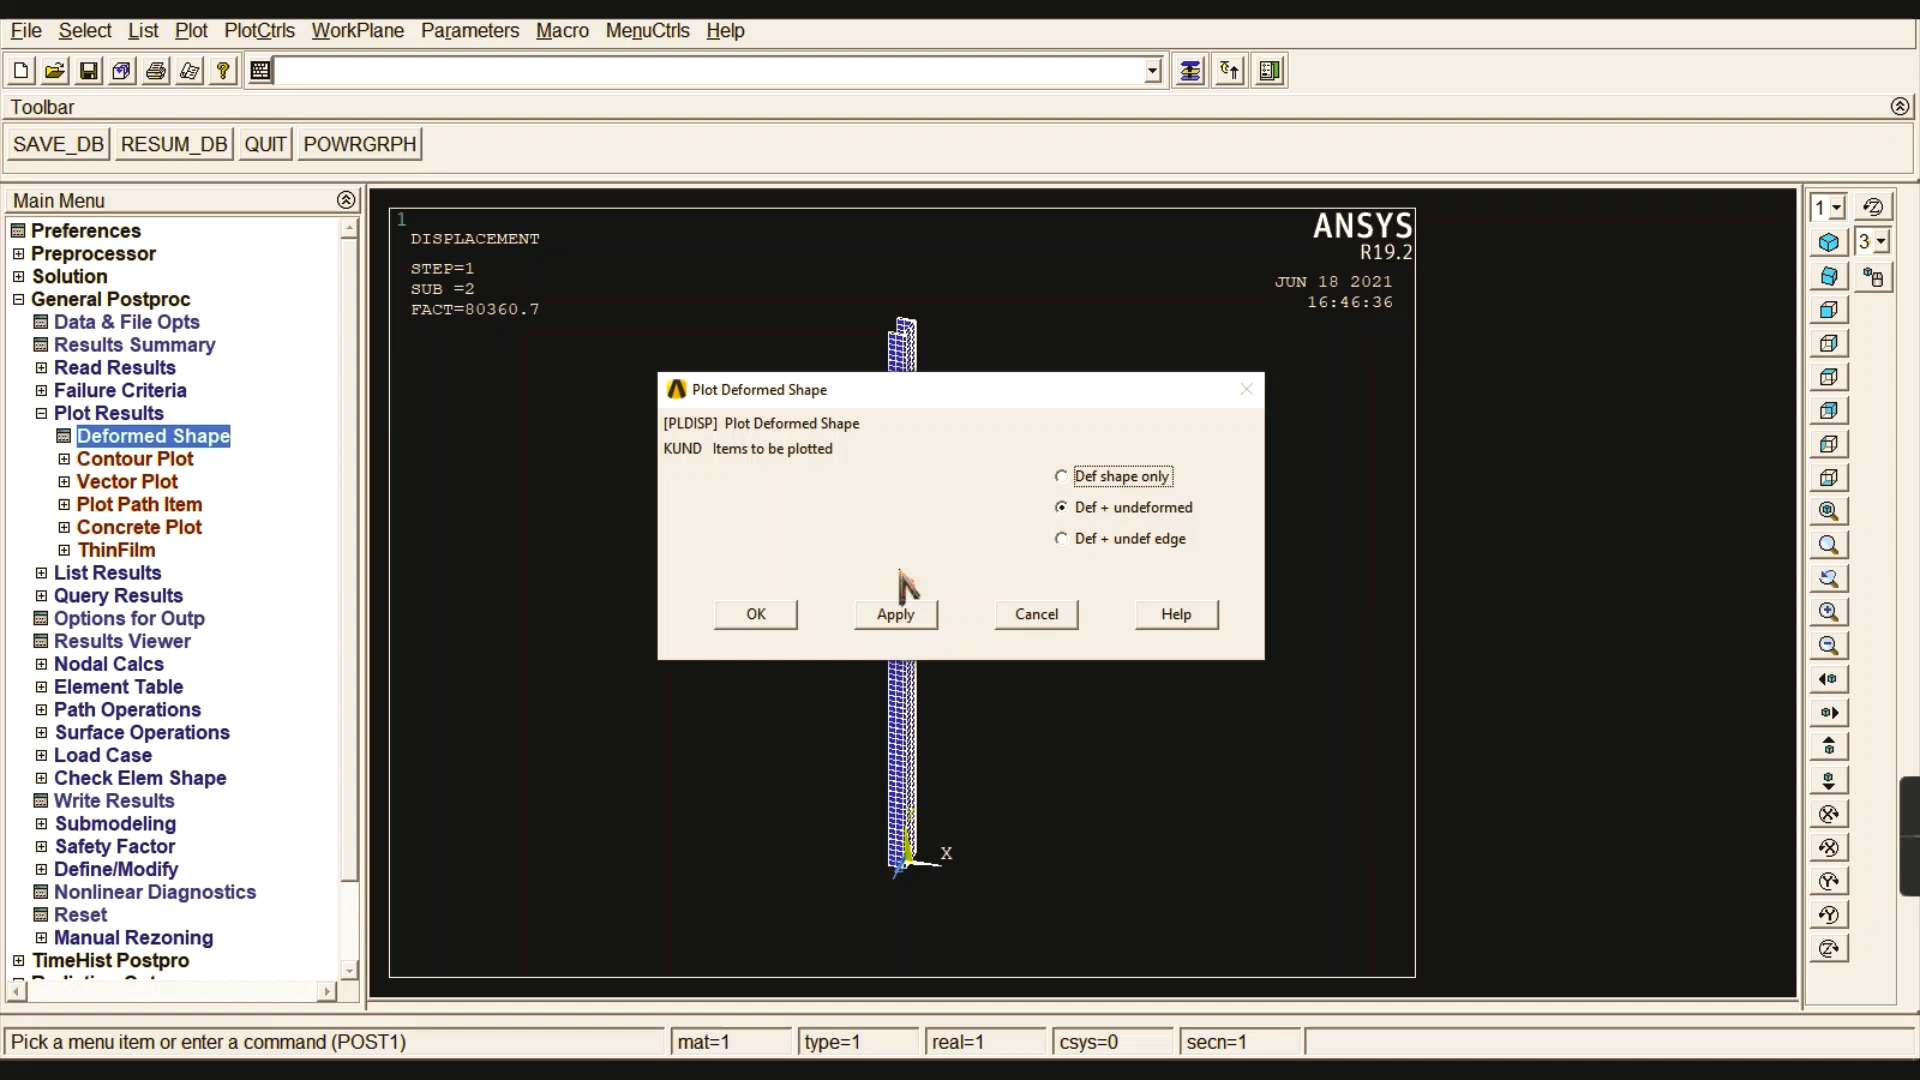 File Select List Plot PlotCtrls WorkPlane Parameters Macro MenuCtrls Help
Toolbar
SAVE_DB RESUM_DB QUIT POWRGRPH
Main Menu
Preferences
Preprocessor
Solution
General Postproc
Data & File Opts
Results Summary
Read Results
Failure Criteria
Plot Results
Deformed Shape
Contour Plot
Vector Plot
Plot Path Item
Concrete Plot
ThinFilm
List Results
Query Results
Options for Outp
Results Viewer
Nodal Calcs
Element Table
Path Operations
Surface Operations
Load Case
Check Elem Shape
Write Results
Submodeling
Safety Factor
Define/Modify
Nonlinear Diagnostics
Reset
Manual Rezoning
TimeHist Postpro
1
DISPLACEMENT
STEP=1
SUB =2
FACT=80360.7
ANSYS
R19.2
JUN 18 2021
16:46:36
Plot Deformed Shape
[PLDISP] Plot Deformed Shape
KUND Items to be plotted
Def shape only
Def + undeformed
Def + undef edge
OK Apply Cancel Help
X
1
3
Pick a menu item or enter a command (POST1) mat=1 type=1 real=1 csys=0 secn=1